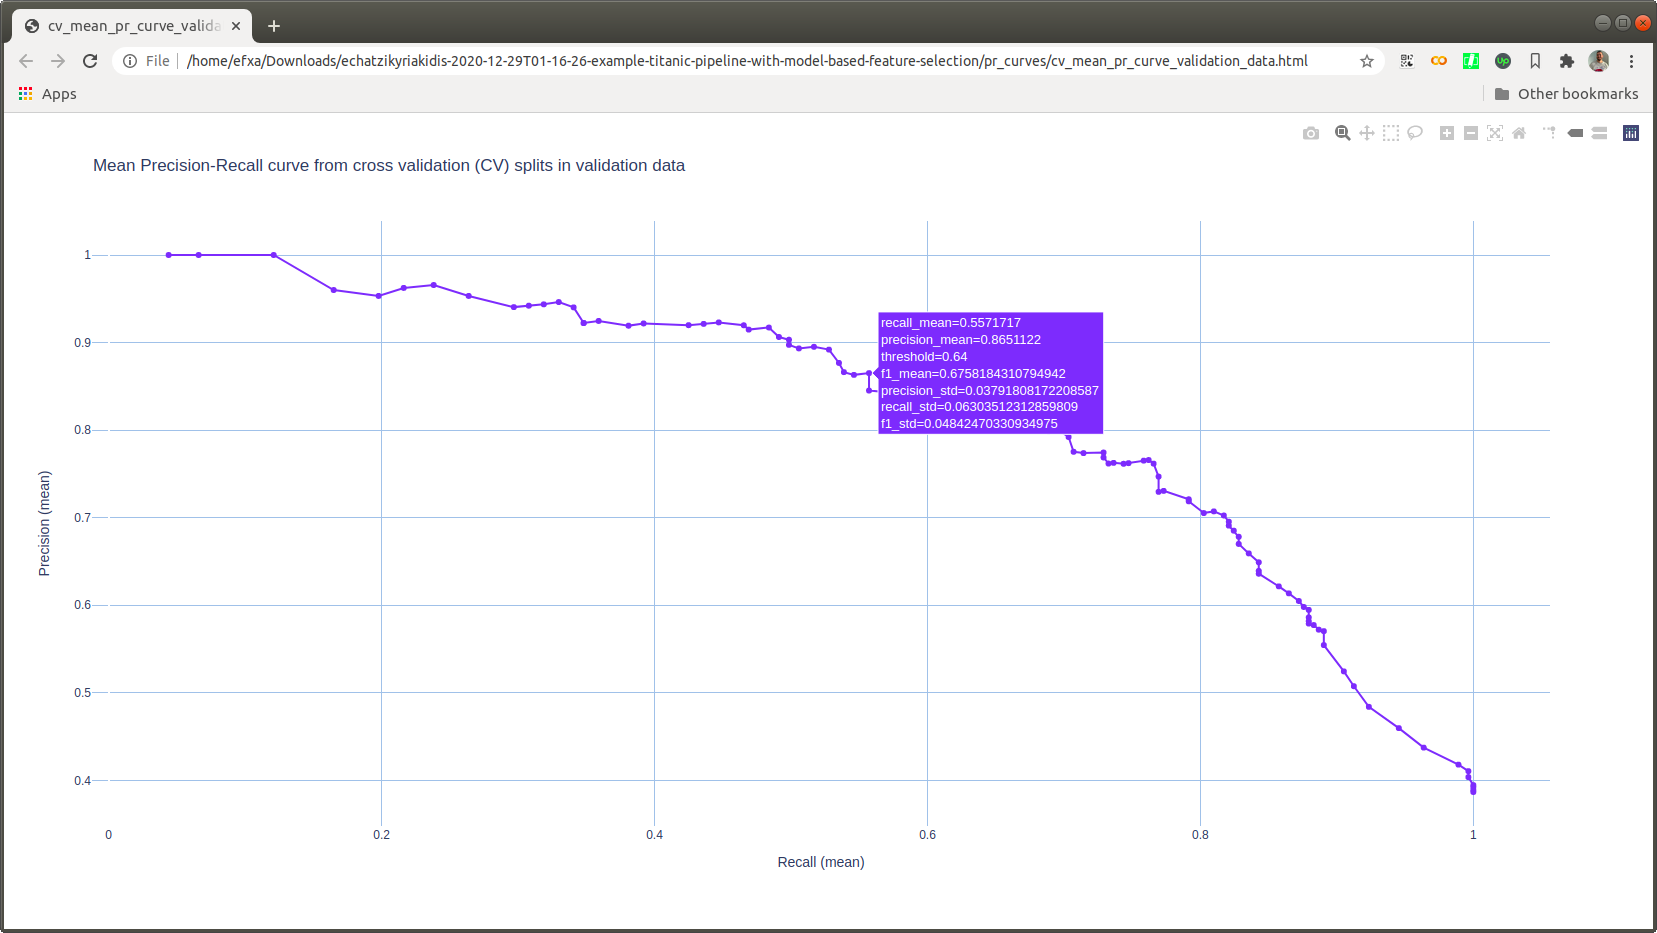 cv_mean_pr_curve_valida
File
/home/efxa/Downloads/echatzikyriakidis-2020-12-29T01-16-26-example-titanic-pipeline-with-model-based-feature-selection/pr_curves/cv_mean_pr_curve_validation_data.html
up
Apps
Other bookmarks
Mean Precision-Recall curve from cross validation (CV) splits in validation data
1
0.9
0.8
0.7
0.6
0.5
0.4
Precision (mean)
recall_mean=0.5571717
precision_mean=0.8651122
threshold=0.64
f1_mean=0.6758184310794942
precision_std=0.03791808172208587
recall_std=0.06303512312859809
f1_std=0.04842470330934975
0
0.2
0.4
0.6
0.8
1
Recall (mean)